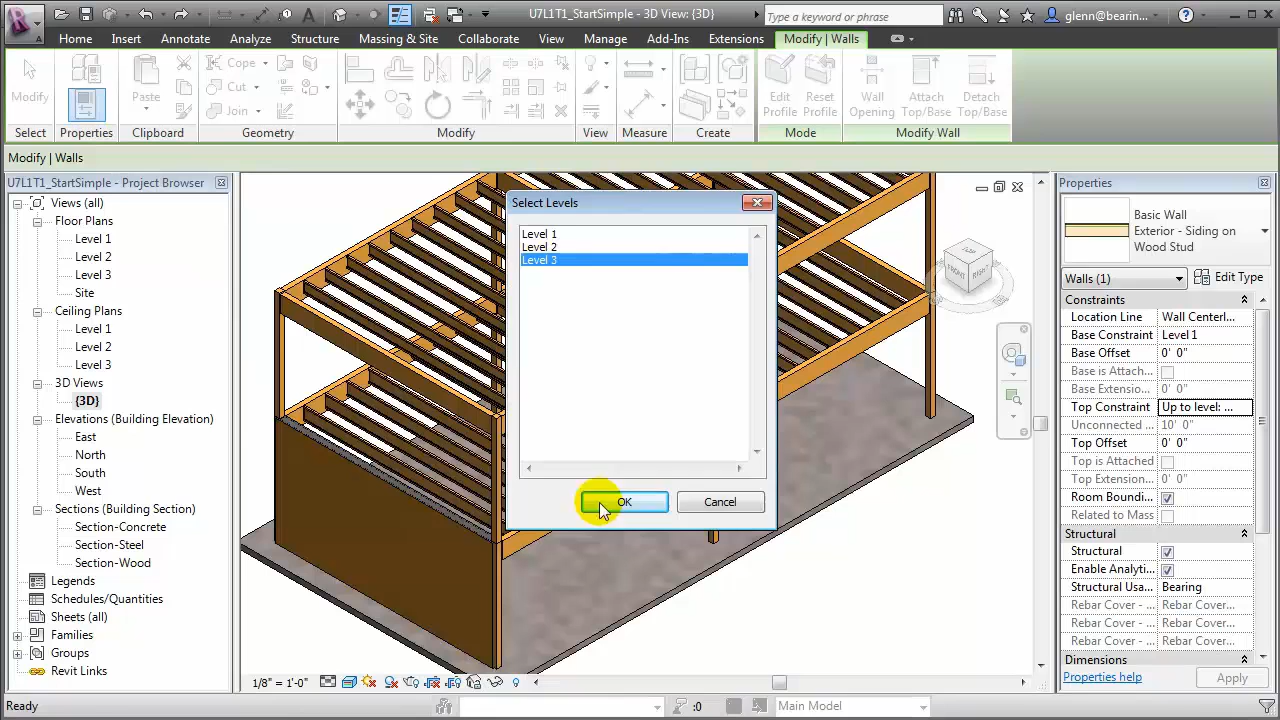 U7L1T1_StartSimple - 3D View: {3D}
Type a keyword or phrase
glenn@bearin...
Home Insert Annotate Analyze Structure Massing & Site Collaborate View Manage Add-Ins Extensions Modify | Walls
Modify
Paste
Cope
Cut
Join
Edit Profile
Reset Profile
Wall Opening
Attach Top/Base
Detach Top/Base
Select Properties Clipboard Geometry Modify View Measure Create Mode Modify Wall
Modify | Walls
U7L1T1_StartSimple - Project Browser
Views (all)
Floor Plans
Level 1
Level 2
Level 3
Site
Ceiling Plans
Level 1
Level 2
Level 3
3D Views
{3D}
Elevations (Building Elevation)
East
North
South
West
Sections (Building Section)
Section-Concrete
Section-Steel
Section-Wood
Legends
Schedules/Quantities
Sheets (all)
Families
Groups
Revit Links
Select Levels
Level 1
Level 2
Level 3
OK Cancel
FRONT RIGHT
Properties
Basic Wall
Exterior - Siding on
Wood Stud
Walls (1) Edit Type
Constraints
Location Line Wall Centerl...
Base Constraint Level 1
Base Offset 0' 0"
Base is Attach...
Base Extensio... 0' 0"
Top Constraint Up to level: ...
Unconnected ... 10' 0"
Top Offset 0' 0"
Top is Attached
Top Extension... 0' 0"
Room Boundi...
Related to Mass
Structural
Structural
Enable Analyti...
Structural Usa... Bearing
Rebar Cover - ... Rebar Cover...
Rebar Cover - ... Rebar Cover...
Rebar Cover - ... Rebar Cover...
Dimensions
Properties help Apply
1/8" = 1'-0"
Ready :0 Main Model